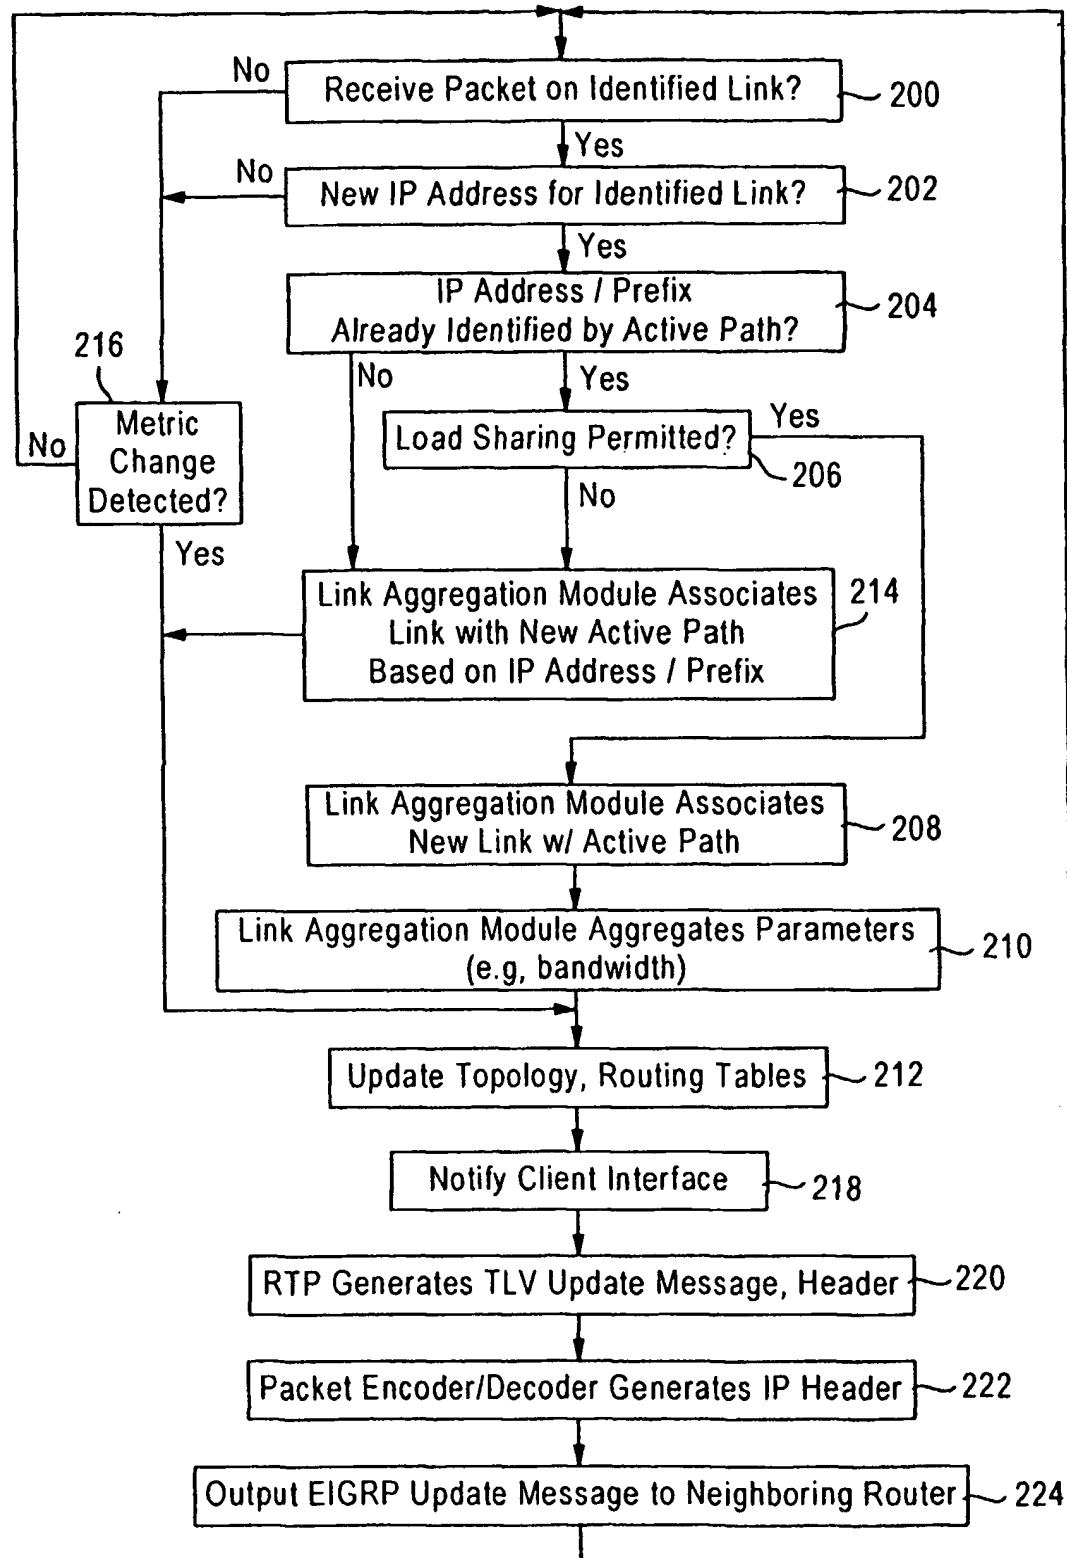 No
Receive Packet on Identified Link?
200
Yes
No
New IP Address for Identified Link?
202
Yes
IP Address / Prefix
Already Identified by Active Path?
204
216
No
Yes
Metric
Change
Detected?
No
Load Sharing Permitted?
Yes
206
No
Yes
Link Aggregation Module Associates
Link with New Active Path
Based on IP Address / Prefix
214
Link Aggregation Module Associates
New Link w/ Active Path
208
Link Aggregation Module Aggregates Parameters
(e.g, bandwidth)
210
Update Topology, Routing Tables
212
Notify Client Interface
218
RTP Generates TLV Update Message, Header
220
Packet Encoder/Decoder Generates IP Header
222
Output EIGRP Update Message to Neighboring Router
224